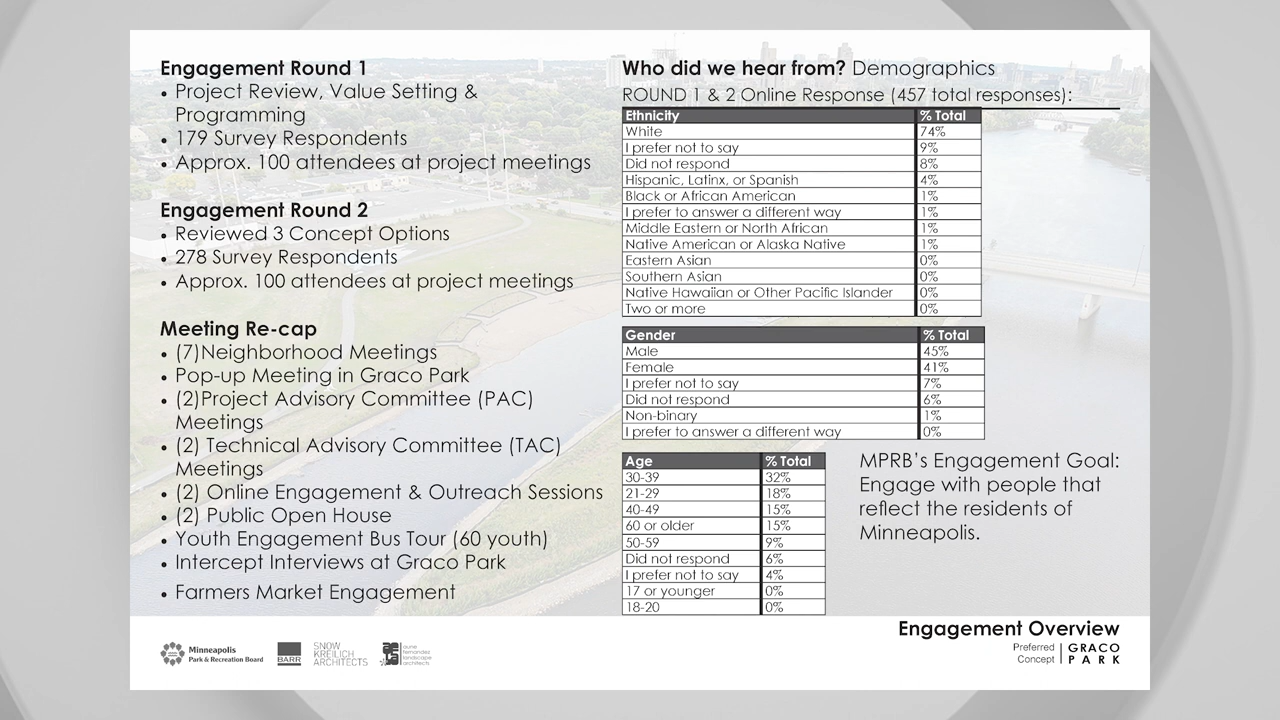 Engagement Round 1
• Project Review, Value Setting &
Programming
• 179 Survey Respondents
• Approx. 100 attendees at project meetings
Engagement Round 2
• Reviewed 3 Concept Options
• 278 Survey Respondents
• Approx. 100 attendees at project meetings
Meeting Re-cap
• (7)Neighborhood Meetings
• Pop-up Meeting in Graco Park
• (2)Project Advisory Committee (PAC)
Meetings
• (2) Technical Advisory Committee (TAC)
Meetings
• (2) Online Engagement & Outreach Sessions
• (2) Public Open House
• Youth Engagement Bus Tour (60 youth)
• Intercept Interviews at Graco Park
• Farmers Market Engagement
Who did we hear from? Demographics
ROUND 1 & 2 Online Response (457 total responses):
Ethnicity % Total
White 74%
I prefer not to say 9%
Did not respond 8%
Hispanic, Latinx, or Spanish 4%
Black or African American 1%
I prefer to answer a different way 1%
Middle Eastern or North African 1%
Native American or Alaska Native 1%
Eastern Asian 0%
Southern Asian 0%
Native Hawaiian or Other Pacific Islander 0%
Two or more 0%
Gender % Total
Male 45%
Female 41%
I prefer not to say 7%
Did not respond 6%
Non-binary 1%
I prefer to answer a different way 0%
Age % Total
30-39 32%
21-29 18%
40-49 15%
60 or older 15%
50-59 9%
Did not respond 6%
I prefer not to say 4%
17 or younger 0%
18-20 0%
MPRB's Engagement Goal:
Engage with people that
reflect the residents of
Minneapolis.
Engagement Overview
Preferred
Concept
GRACO
PARK
Minneapolis
Park & Recreation Board
BARR
SNOW
KREILICH
ARCHITECTS
fernandez
landscape
architects